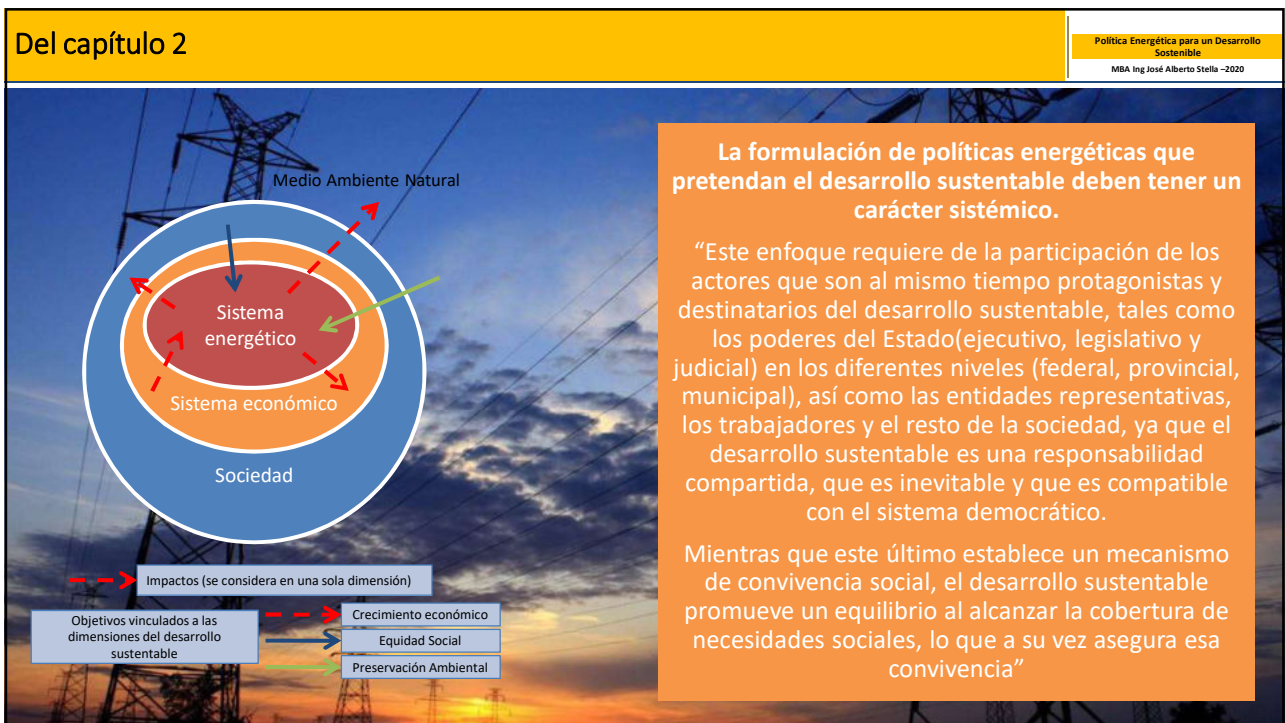 Del capítulo 2
Política Energética para un Desarrollo
Sostenible
MBA Ing José Alberto Stella –2020
Medio Ambiente Natural
Sistema
energético
Sistema económico
Sociedad
Impactos (se considera en una sola dimensión)
Objetivos vinculados a las
dimensiones del desarrollo
sustentable
Crecimiento económico
Equidad Social
Preservación Ambiental
La formulación de políticas energéticas que
pretendan el desarrollo sustentable deben tener un
carácter sistémico.
“Este enfoque requiere de la participación de los
actores que son al mismo tiempo protagonistas y
destinatarios del desarrollo sustentable, tales como
los poderes del Estado(ejecutivo, legislativo y
judicial) en los diferentes niveles (federal, provincial,
municipal), así como las entidades representativas,
los trabajadores y el resto de la sociedad, ya que el
desarrollo sustentable es una responsabilidad
compartida, que es inevitable y que es compatible
con el sistema democrático.
Mientras que este último establece un mecanismo
de convivencia social, el desarrollo sustentable
promueve un equilibrio al alcanzar la cobertura de
necesidades sociales, lo que a su vez asegura esa
convivencia”